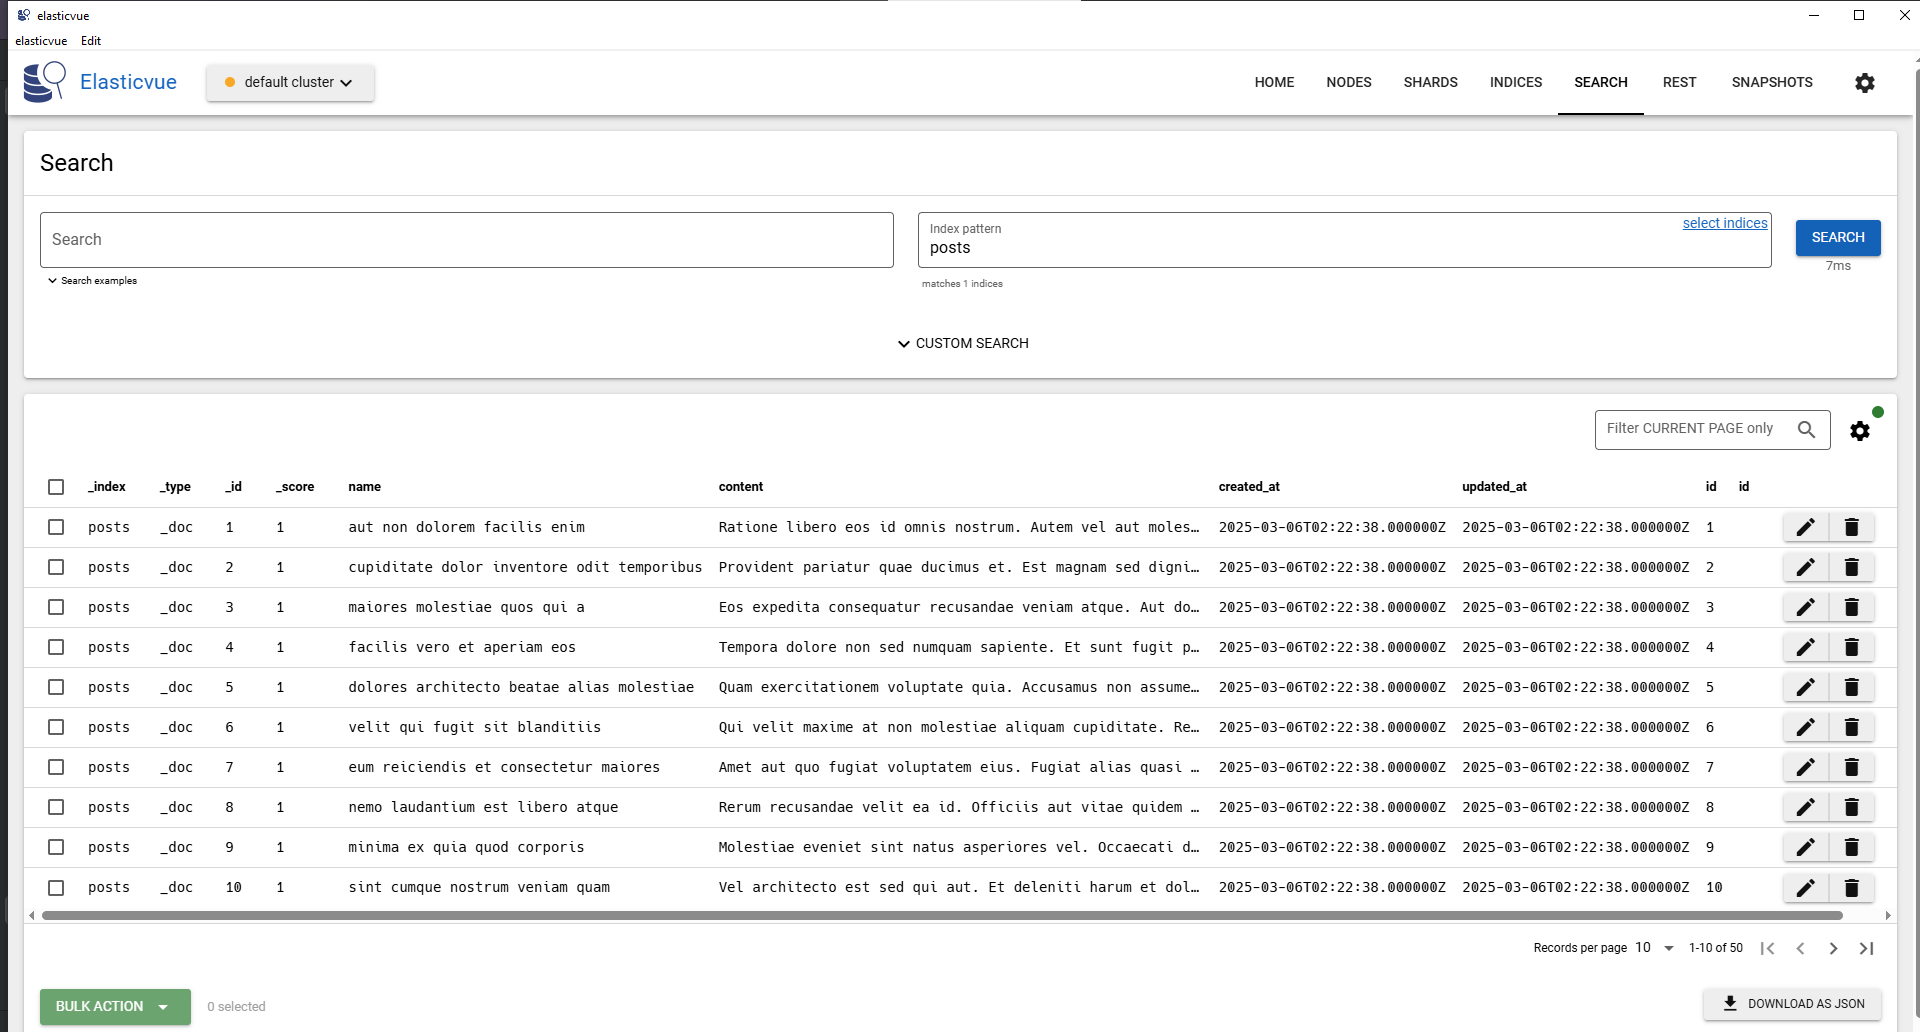 elasticvue
elasticvue Edit
Elasticvue default cluster HOME NODES SHARDS INDICES SEARCH REST SNAPSHOTS
Search
Search
Index pattern
posts
select indices
SEARCH
7ms
Search examples
matches 1 indices
CUSTOM SEARCH
Filter CURRENT PAGE only
_index _type _id _score name content created_at updated_at id id
posts _doc 1 1 aut non dolorem facilis enim Ratione libero eos id omnis nostrum. Autem vel aut moles… 2025-03-06T02:22:38.000000Z 2025-03-06T02:22:38.000000Z 1
posts _doc 2 1 cupiditate dolor inventore odit temporibus Provident pariatur quae ducimus et. Est magnam sed digni… 2025-03-06T02:22:38.000000Z 2025-03-06T02:22:38.000000Z 2
posts _doc 3 1 maiores molestiae quos qui a Eos expedita consequatur recusandae veniam atque. Aut do… 2025-03-06T02:22:38.000000Z 2025-03-06T02:22:38.000000Z 3
posts _doc 4 1 facilis vero et aperiam eos Tempora dolore non sed numquam sapiente. Et sunt fugit p… 2025-03-06T02:22:38.000000Z 2025-03-06T02:22:38.000000Z 4
posts _doc 5 1 dolores architecto beatae alias molestiae Quam exercitationem voluptate quia. Accusamus non assume… 2025-03-06T02:22:38.000000Z 2025-03-06T02:22:38.000000Z 5
posts _doc 6 1 velit qui fugit sit blanditiis Qui velit maxime at non molestiae aliquam cupiditate. Re… 2025-03-06T02:22:38.000000Z 2025-03-06T02:22:38.000000Z 6
posts _doc 7 1 eum reiciendis et consectetur maiores Amet aut quo fugiat voluptatem eius. Fugiat alias quasi … 2025-03-06T02:22:38.000000Z 2025-03-06T02:22:38.000000Z 7
posts _doc 8 1 nemo laudantium est libero atque Rerum recusandae velit ea id. Officiis aut vitae quidem … 2025-03-06T02:22:38.000000Z 2025-03-06T02:22:38.000000Z 8
posts _doc 9 1 minima ex quia quod corporis Molestiae eveniet sint natus asperiores vel. Occaecati d… 2025-03-06T02:22:38.000000Z 2025-03-06T02:22:38.000000Z 9
posts _doc 10 1 sint cumque nostrum veniam quam Vel architecto est sed qui aut. Et deleniti harum et dol… 2025-03-06T02:22:38.000000Z 2025-03-06T02:22:38.000000Z 10
Records per page 10 1-10 of 50
BULK ACTION 0 selected DOWNLOAD AS JSON